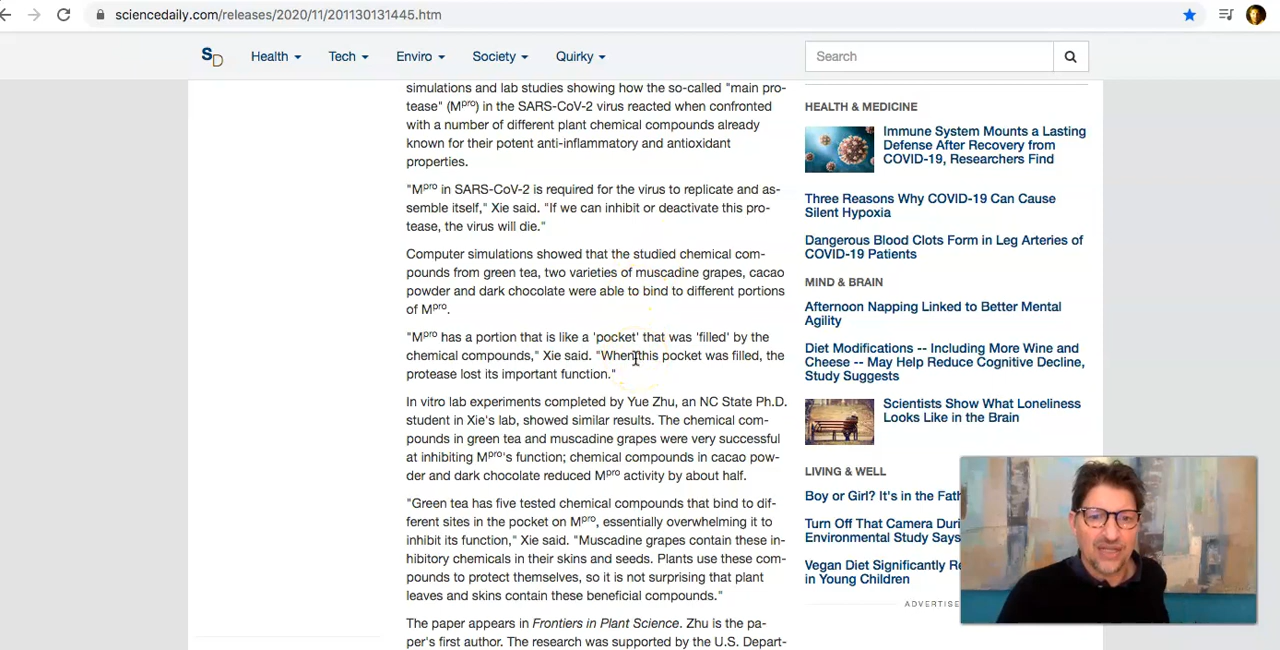 sciencedaily.com/releases/2020/11/201130131445.htm
SD
Health
Tech
Enviro
Society
Quirky
Search
simulations and lab studies showing how the so-called "main pro-
tease" (Mpro) in the SARS-CoV-2 virus reacted when confronted
with a number of different plant chemical compounds already
known for their potent anti-inflammatory and antioxidant
properties.
"Mpro in SARS-CoV-2 is required for the virus to replicate and as-
semble itself," Xie said. "If we can inhibit or deactivate this pro-
tease, the virus will die."
Computer simulations showed that the studied chemical com-
pounds from green tea, two varieties of muscadine grapes, cacao
powder and dark chocolate were able to bind to different portions
of Mpro.
"Mpro has a portion that is like a 'pocket' that was 'filled' by the
chemical compounds," Xie said. "When this pocket was filled, the
protease lost its important function."
In vitro lab experiments completed by Yue Zhu, an NC State Ph.D.
student in Xie's lab, showed similar results. The chemical com-
pounds in green tea and muscadine grapes were very successful
at inhibiting Mpro's function; chemical compounds in cacao pow-
der and dark chocolate reduced Mpro activity by about half.
"Green tea has five tested chemical compounds that bind to dif-
ferent sites in the pocket on Mpro, essentially overwhelming it to
inhibit its function," Xie said. "Muscadine grapes contain these in-
hibitory chemicals in their skins and seeds. Plants use these com-
pounds to protect themselves, so it is not surprising that plant
leaves and skins contain these beneficial compounds."
The paper appears in Frontiers in Plant Science. Zhu is the pa-
per's first author. The research was supported by the U.S. Depart-
HEALTH & MEDICINE
Immune System Mounts a Lasting
Defense After Recovery from
COVID-19, Researchers Find
Three Reasons Why COVID-19 Can Cause
Silent Hypoxia
Dangerous Blood Clots Form in Leg Arteries of
COVID-19 Patients
MIND & BRAIN
Afternoon Napping Linked to Better Mental
Agility
Diet Modifications -- Including More Wine and
Cheese -- May Help Reduce Cognitive Decline,
Study Suggests
Scientists Show What Loneliness
Looks Like in the Brain
LIVING & WELL
Boy or Girl? It's in the Fath
Turn Off That Camera Duri
Environmental Study Says
Vegan Diet Significantly Re
in Young Children
ADVERTISE